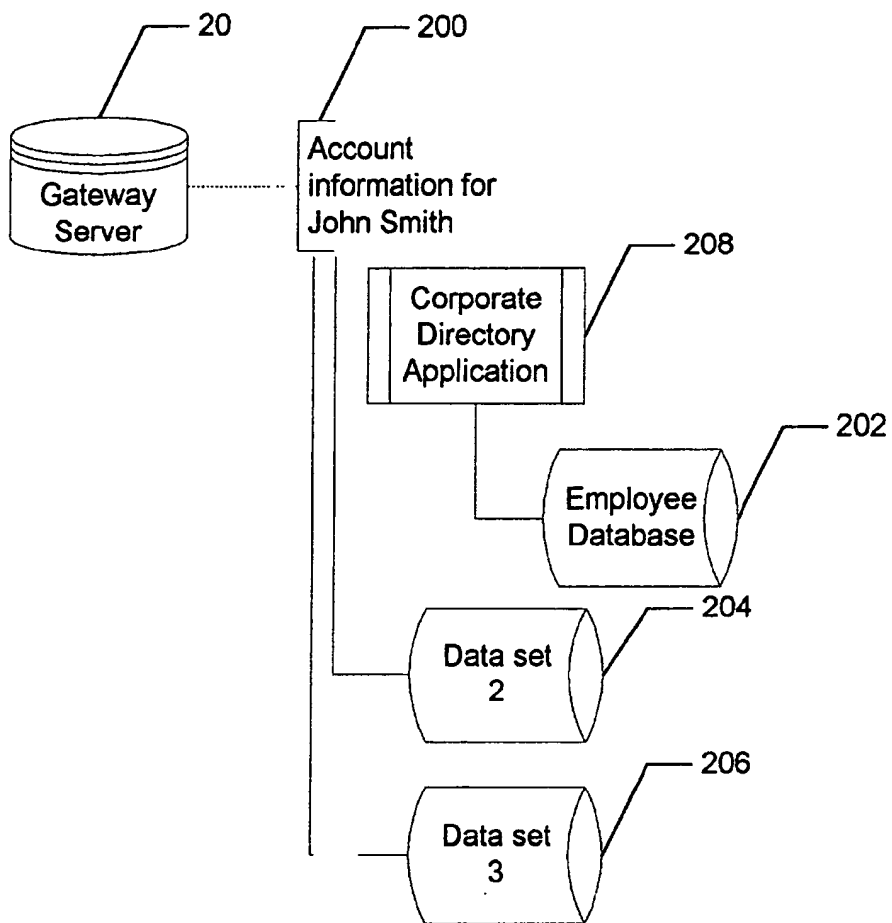 20
200
Gateway
Server
Account
information for
John Smith
208
Corporate
Directory
Application
202
Employee
Database
204
Data set
2
206
Data set
3